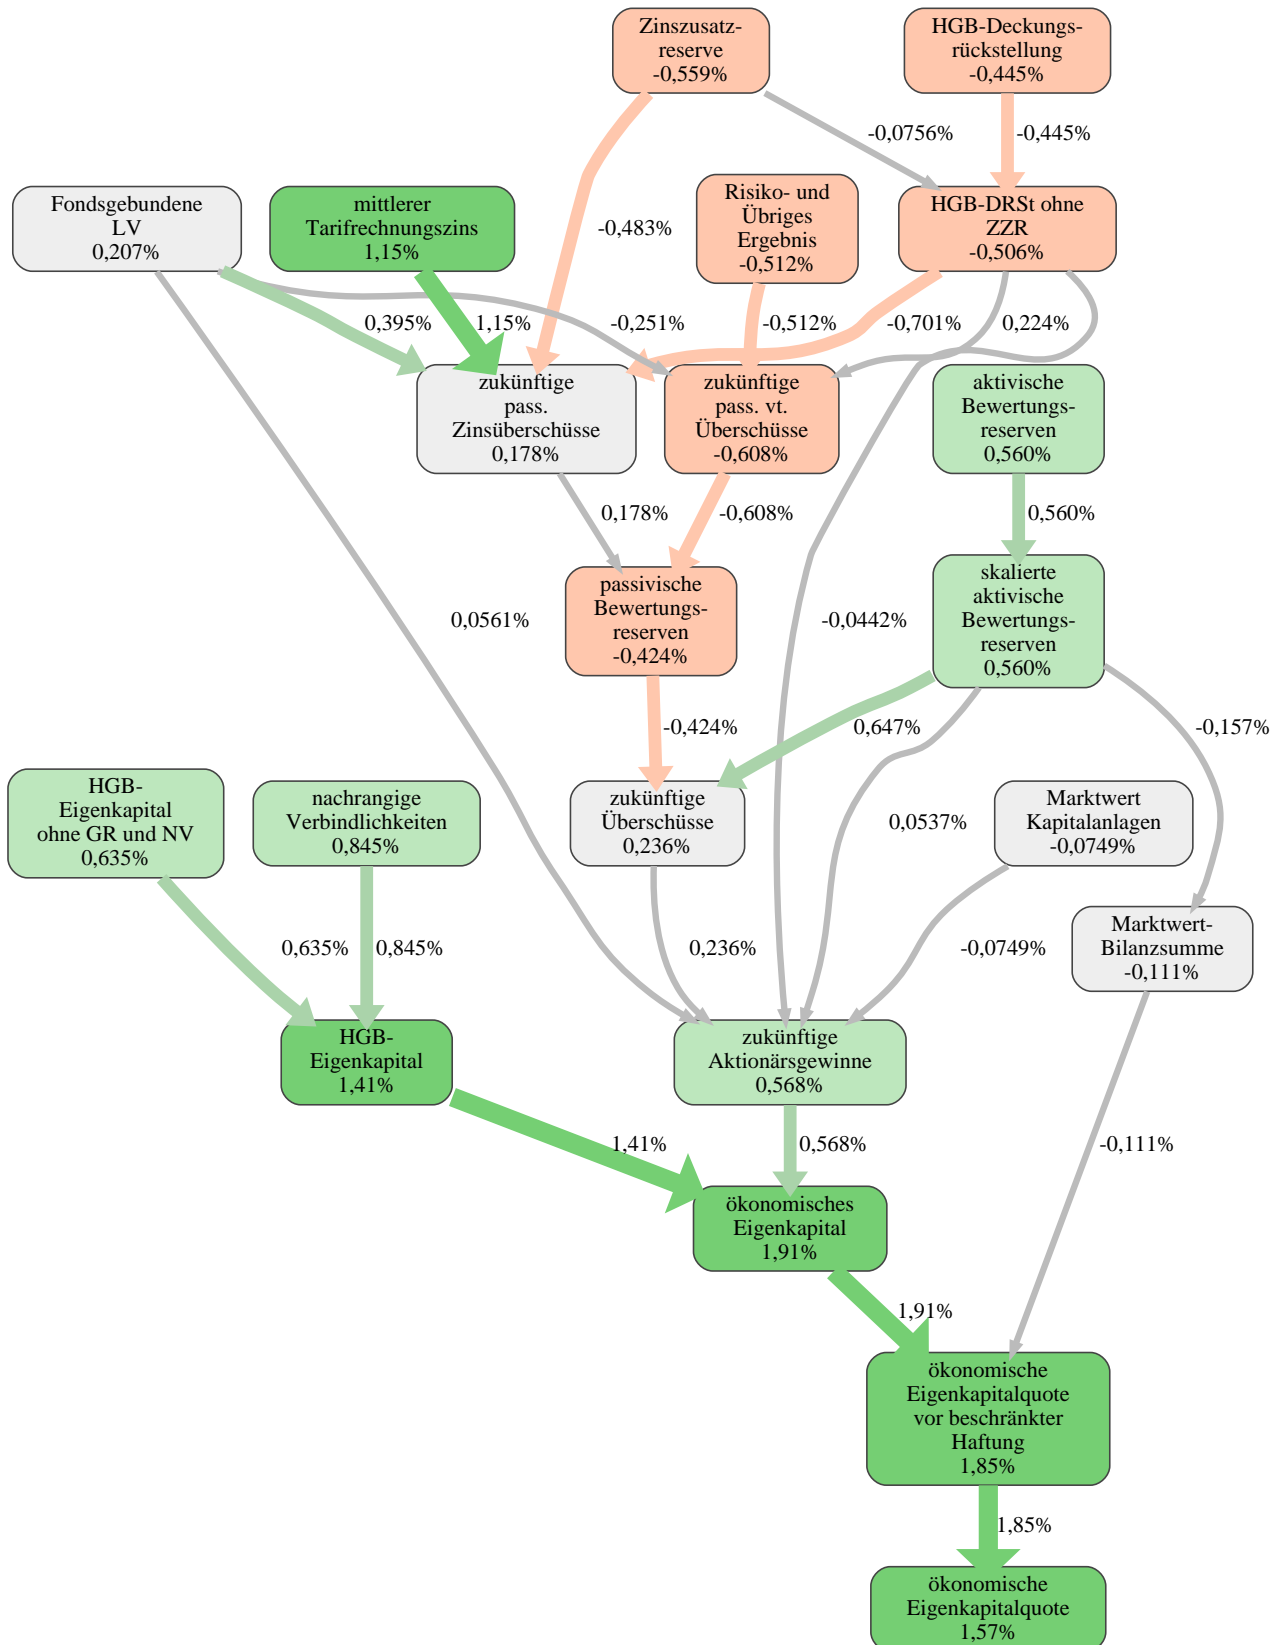 Zinszusatz-
reserve
-0,559%
HGB-Deckungs-
rückstellung
-0,445%
-0,0756%
-0,445%
Fondsgebundene
LV
0,207%
mittlerer
Tarifrechnungszins
1,15%
-0,483%
Risiko- und
Übriges
Ergebnis
-0,512%
HGB-DRSt ohne
ZZR
-0,506%
0,395%
1,15%
-0,251%
-0,512%
-0,701%
0,224%
zukünftige
pass.
Zinsüberschüsse
0,178%
zukünftige
pass. vt.
Überschüsse
-0,608%
aktivische
Bewertungs-
reserven
0,560%
0,178%
-0,608%
0,560%
0,0561%
passivische
Bewertungs-
reserven
-0,424%
-0,0442%
skalierte
aktivische
Bewertungs-
reserven
0,560%
-0,424%
0,647%
-0,157%
HGB-
Eigenkapital
ohne GR und NV
0,635%
nachrangige
Verbindlichkeiten
0,845%
zukünftige
Überschüsse
0,236%
0,0537%
Marktwert
Kapitalanlagen
-0,0749%
0,635%
0,845%
0,236%
-0,0749%
Marktwert-
Bilanzsumme
-0,111%
HGB-
Eigenkapital
1,41%
zukünftige
Aktionärsgewinne
0,568%
1,41%
0,568%
-0,111%
ökonomisches
Eigenkapital
1,91%
1,91%
ökonomische
Eigenkapitalquote
vor beschränkter
Haftung
1,85%
1,85%
ökonomische
Eigenkapitalquote
1,57%